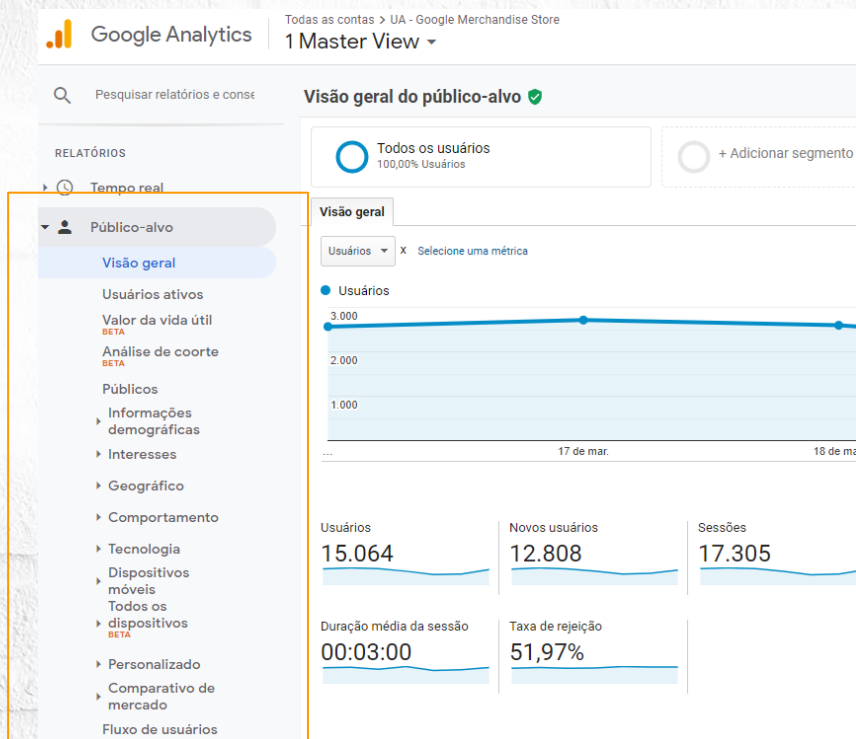 Google Analytics
Todas as contas > UA - Google Merchandise Store
1 Master View
Pesquisar relatórios e conse
RELATÓRIOS
Tempo real
Público-alvo
Visão geral
Usuários ativos
Valor da vida útil
BETA
Análise de coorte
BETA
Públicos
Informações
demográficas
Interesses
Geográfico
Comportamento
Tecnologia
Dispositivos
móveis
Todos os
dispositivos
BETA
Personalizado
Comparativo de
mercado
Fluxo de usuários
Visão geral do público-alvo
Todos os usuários
100,00% Usuários
+ Adicionar segmento
Visão geral
Usuários X Selecione uma métrica
Usuários
3.000
2.000
1.000
... 17 de mar. 18 de ma
Usuários
15.064
Novos usuários
12.808
Sessões
17.305
Duração média da sessão
00:03:00
Taxa de rejeição
51,97%